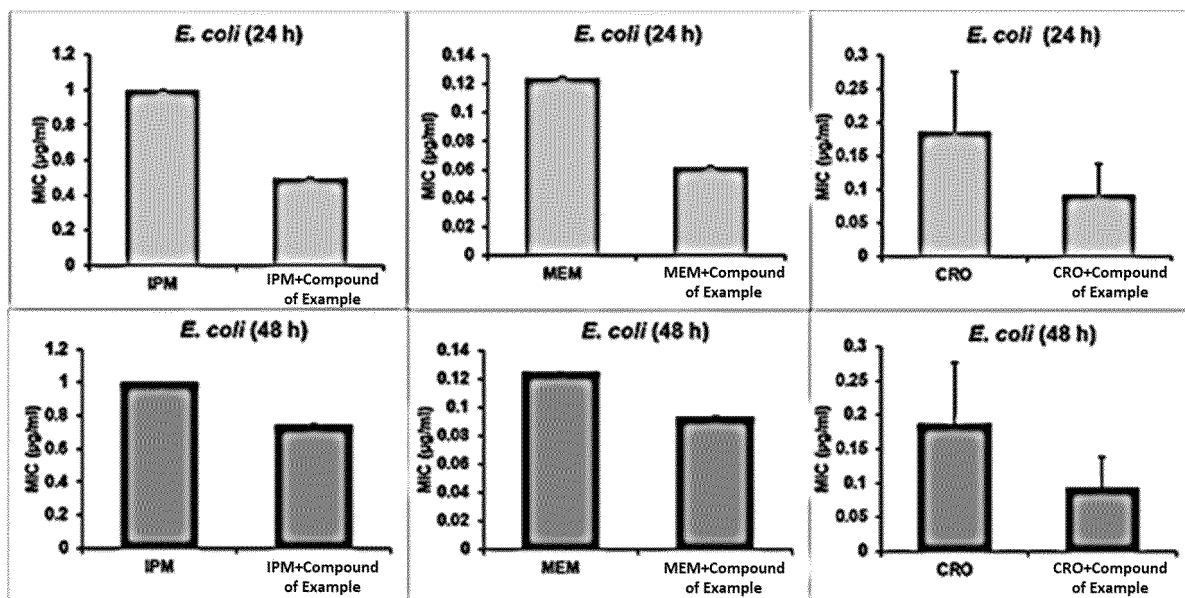 E. coli (24 h)
MIC (µg/ml)
1.2
1
0.8
0.6
0.4
0.2
0
IPM
IPM+Compound
of Example
E. coli (24 h)
MIC (µg/ml)
0.14
0.12
0.1
0.08
0.06
0.04
0.02
0
MEM
MEM+Compound
of Example
E. coli (24 h)
MIC (µg/ml)
0.3
0.25
0.2
0.15
0.1
0.05
0
CRO
CRO+Compound
of Example
E. coli (48 h)
MIC (µg/ml)
1.2
1
0.8
0.6
0.4
0.2
0
IPM
IPM+Compound
of Example
E. coli (48 h)
MIC (µg/ml)
0.14
0.12
0.1
0.08
0.06
0.04
0.02
0
MEM
MEM+Compound
of Example
E. coli (48 h)
MIC (µg/ml)
0.3
0.25
0.2
0.15
0.1
0.05
0
CRO
CRO+Compound
of Example